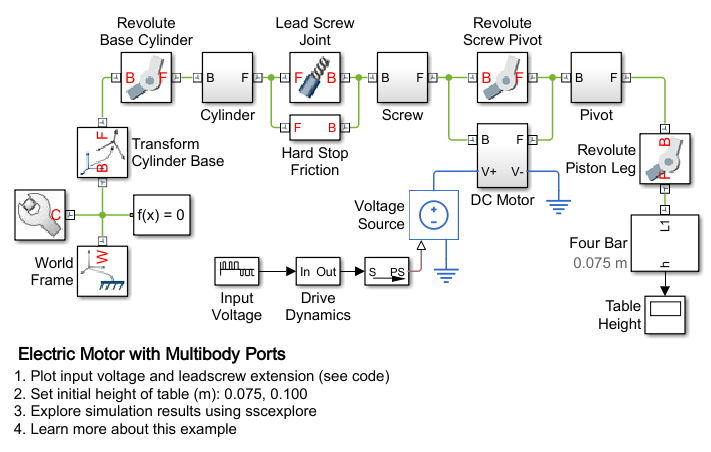 Revolute
Base Cylinder
Lead Screw
Joint
Revolute
Screw Pivot
B F
B F
Cylinder
F B
B F
Screw
B F
B F
Pivot
F B
Hard Stop
Friction
B F
V+ V-
DC Motor
F
B
Transform
Cylinder Base
B
F
Revolute
Piston Leg
C
f(x) = 0
W
World
Frame
Voltage
Source
L1
h
Four Bar
0.075 m
Input
Voltage
In Out
Drive
Dynamics
S PS
Table
Height
Electric Motor with Multibody Ports
1. Plot input voltage and leadscrew extension (see code)
2. Set initial height of table (m): 0.075, 0.100
3. Explore simulation results using sscexplore
4. Learn more about this example